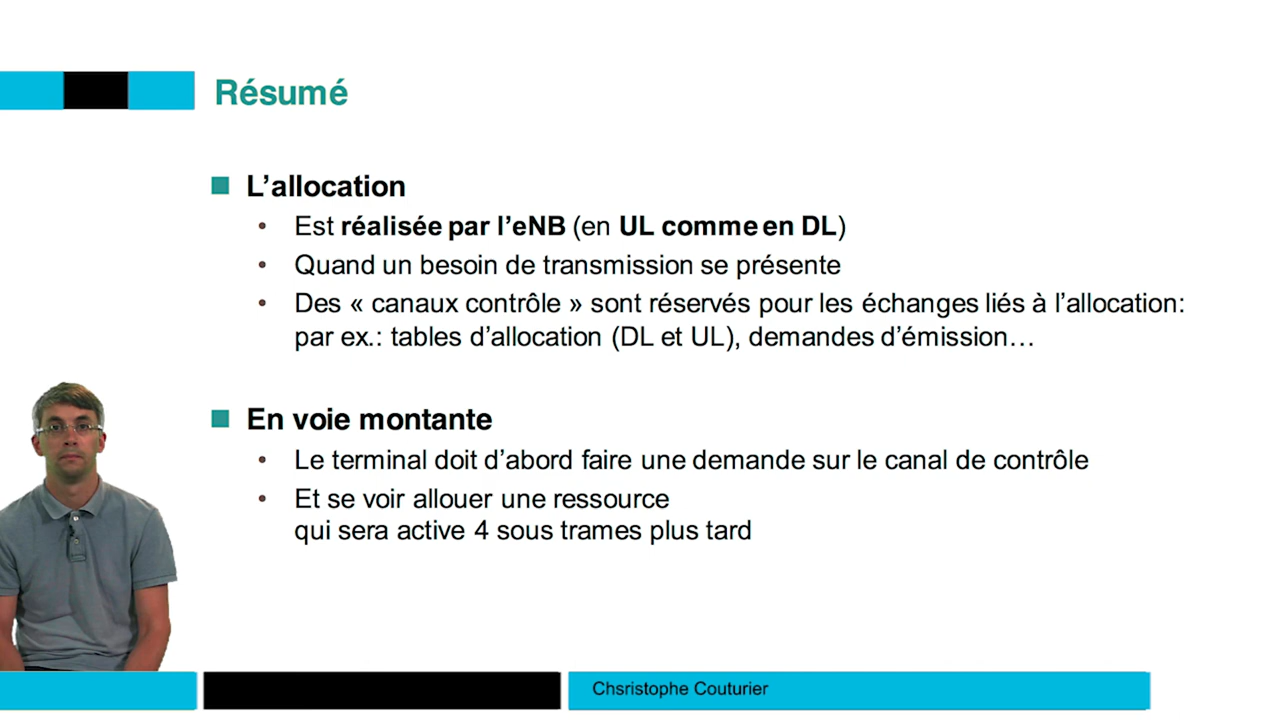 Résumé
L'allocation
• Est réalisée par l'eNB (en UL comme en DL)
• Quand un besoin de transmission se présente
• Des « canaux contrôle » sont réservés pour les échanges liés à l'allocation:
par ex.: tables d'allocation (DL et UL), demandes d'émission…
En voie montante
• Le terminal doit d'abord faire une demande sur le canal de contrôle
• Et se voir allouer une ressource
qui sera active 4 sous trames plus tard
Chsristophe Couturier